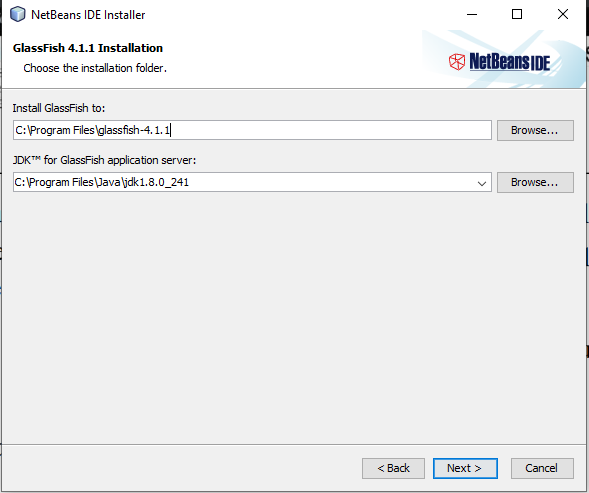 NetBeans IDE Installer
GlassFish 4.1.1 Installation
Choose the installation folder.
NetBeans IDE
Install GlassFish to:
C:\Program Files\glassfish-4.1.1
Browse...
JDK™ for GlassFish application server:
C:\Program Files\Java\jdk1.8.0_241
Browse...
< Back
Next >
Cancel